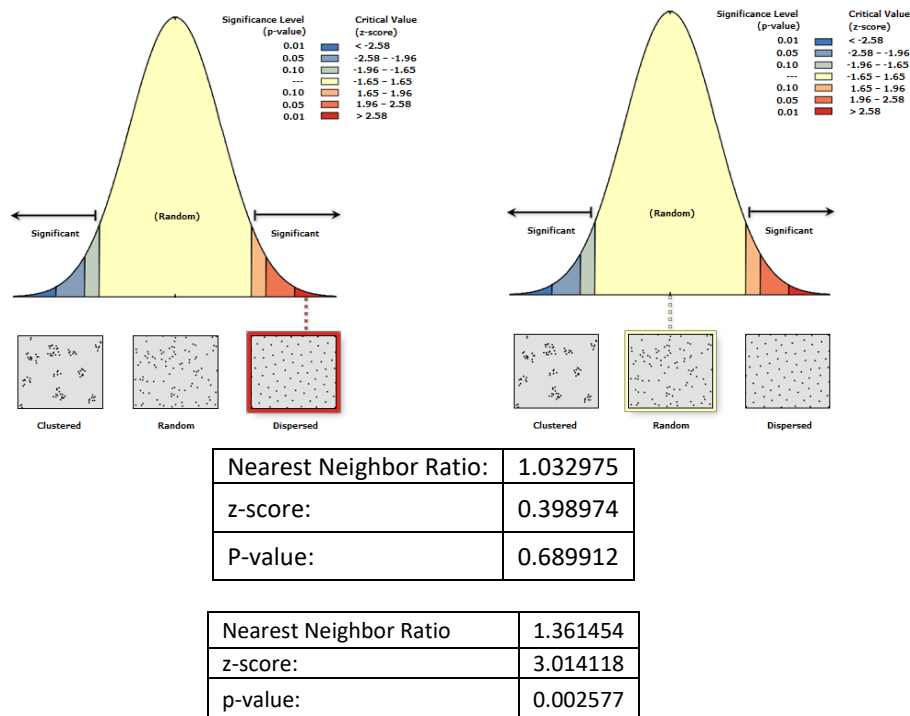 Significance Level (p-value) Critical Value (z-score)
0.01 < -2.58
0.05 -2.58 – -1.96
0.10 -1.96 – -1.65
--- -1.65 – 1.65
0.10 1.65 – 1.96
0.05 1.96 – 2.58
0.01 > 2.58
(Random)
Significant Significant
Clustered Random Dispersed
Significance Level (p-value) Critical Value (z-score)
0.01 < -2.58
0.05 -2.58 – -1.96
0.10 -1.96 – -1.65
--- -1.65 – 1.65
0.10 1.65 – 1.96
0.05 1.96 – 2.58
0.01 > 2.58
(Random)
Significant Significant
Clustered Random Dispersed
Nearest Neighbor Ratio: 1.032975
z-score: 0.398974
P-value: 0.689912
Nearest Neighbor Ratio 1.361454
z-score: 3.014118
p-value: 0.002577